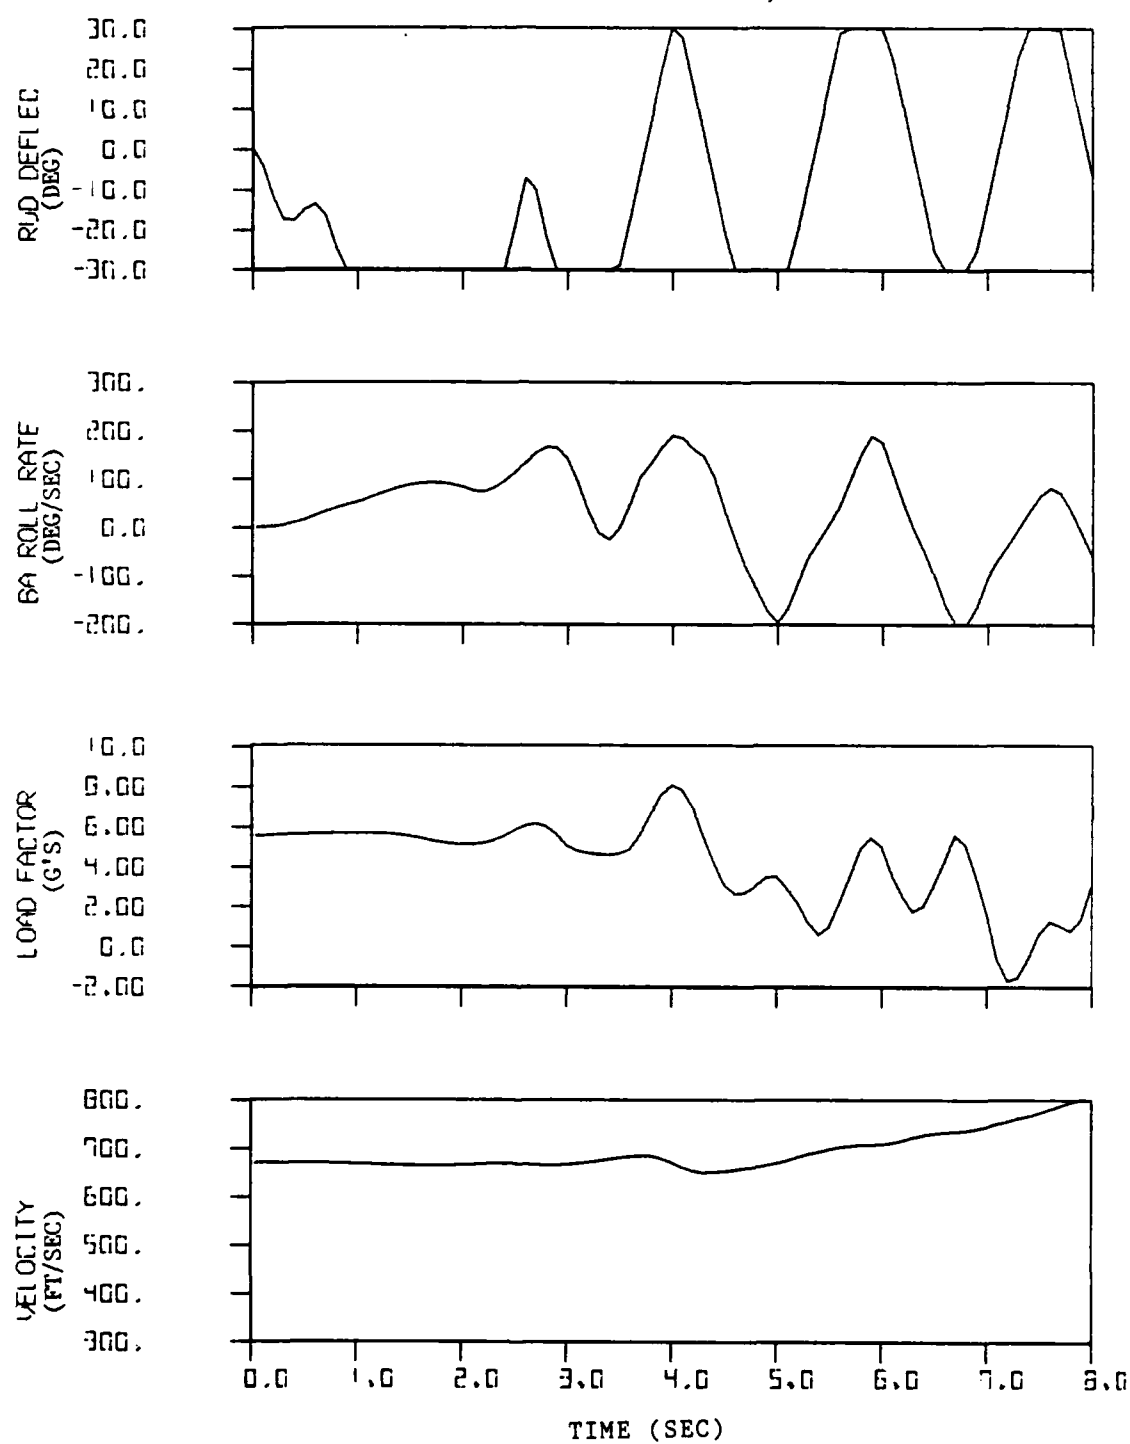 30.0
20.0
10.0
0.0
-10.0
-20.0
-30.0
RUD DEFLEC
(DEG)
300.
200.
100.
0.0
-100.
-200.
BA ROLL RATE
(DEG/SEC)
10.0
8.00
6.00
4.00
2.00
0.0
-2.00
LOAD FACTOR
(G'S)
800.
700.
600.
500.
400.
300.
VELOCITY
(FT/SEC)
0.0 1.0 2.0 3.0 4.0 5.0 6.0 7.0 8.0
TIME (SEC)